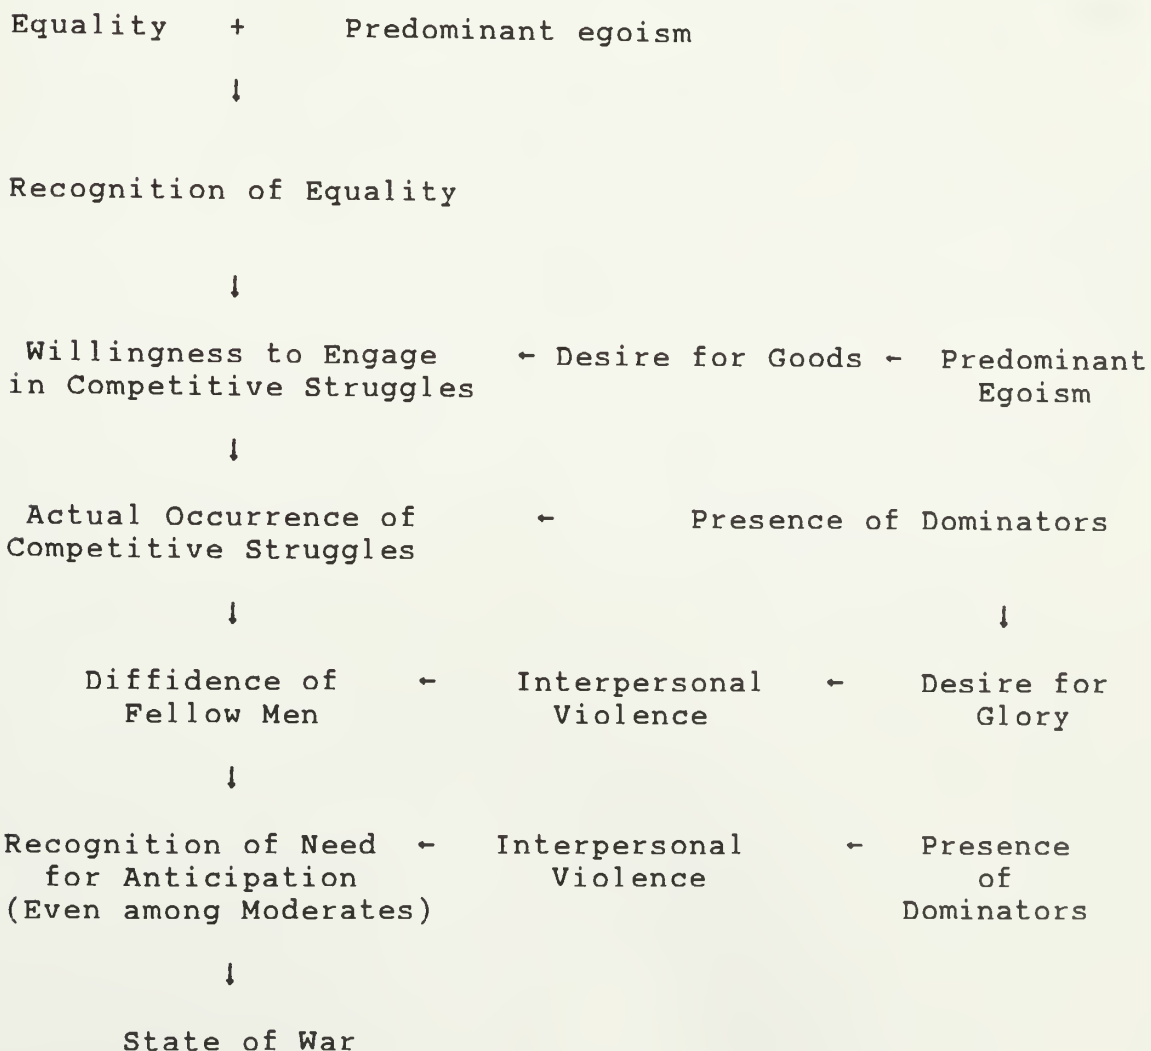 Equality + Predominant egoism
↓
Recognition of Equality
↓
Willingness to Engage ← Desire for Goods ← Predominant
in Competitive Struggles Egoism
↓
Actual Occurrence of ← Presence of Dominators
Competitive Struggles
↓ ↓
Diffidence of ← Interpersonal ← Desire for
Fellow Men Violence Glory
↓
Recognition of Need ← Interpersonal ← Presence
for Anticipation Violence of
(Even among Moderates) Dominators
↓
State of War